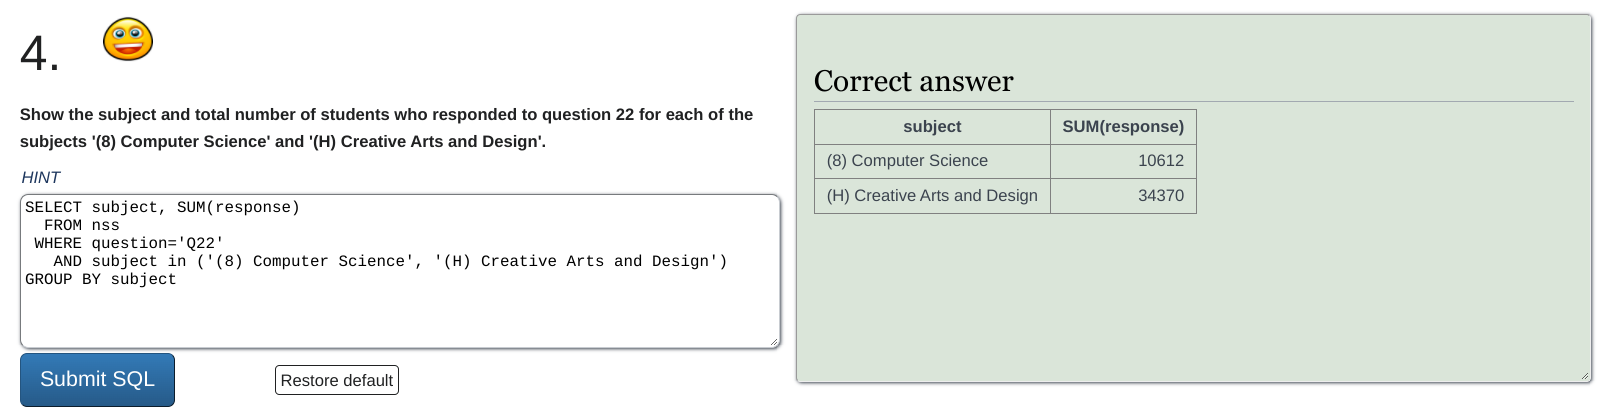 4.
Show the subject and total number of students who responded to question 22 for each of the
subjects '(8) Computer Science' and '(H) Creative Arts and Design'.
HINT
SELECT subject, SUM(response)
  FROM nss
 WHERE question='Q22'
   AND subject in ('(8) Computer Science', '(H) Creative Arts and Design')
GROUP BY subject
Submit SQL
Restore default
Correct answer
subject SUM(response)
(8) Computer Science 10612
(H) Creative Arts and Design 34370